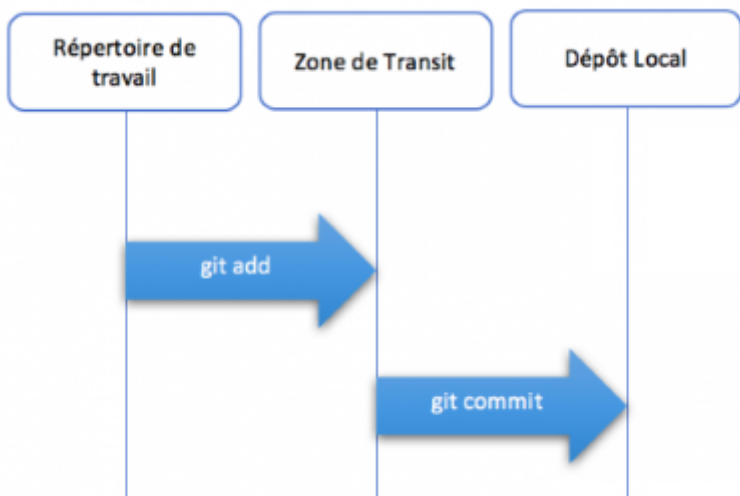 Répertoire de
travail
Zone de Transit
Dépôt Local
git add
git commit